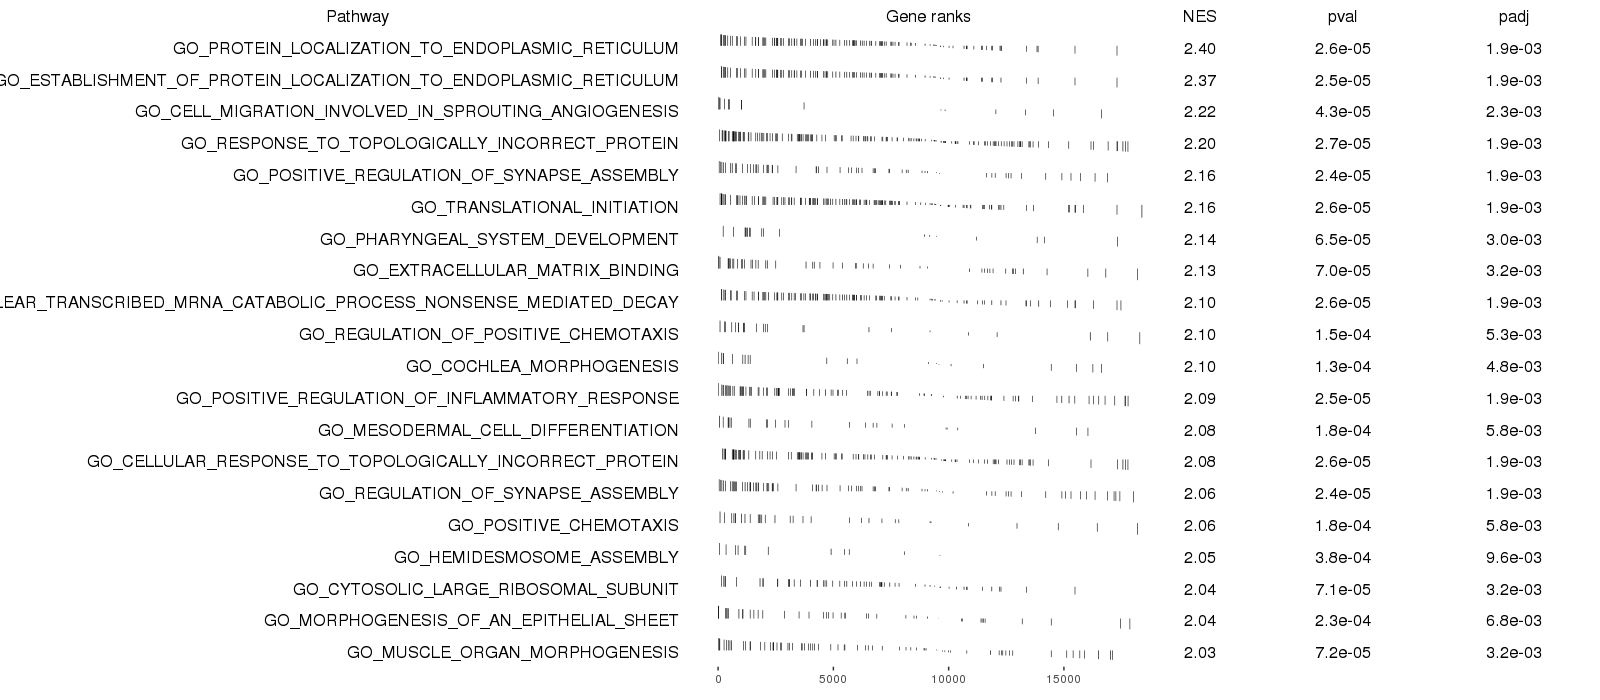 Pathway Gene ranks NES pval padj
GO_PROTEIN_LOCALIZATION_TO_ENDOPLASMIC_RETICULUM 2.40 2.6e-05 1.9e-03
GO_ESTABLISHMENT_OF_PROTEIN_LOCALIZATION_TO_ENDOPLASMIC_RETICULUM 2.37 2.5e-05 1.9e-03
GO_CELL_MIGRATION_INVOLVED_IN_SPROUTING_ANGIOGENESIS 2.22 4.3e-05 2.3e-03
GO_RESPONSE_TO_TOPOLOGICALLY_INCORRECT_PROTEIN 2.20 2.7e-05 1.9e-03
GO_POSITIVE_REGULATION_OF_SYNAPSE_ASSEMBLY 2.16 2.4e-05 1.9e-03
GO_TRANSLATIONAL_INITIATION 2.16 2.6e-05 1.9e-03
GO_PHARYNGEAL_SYSTEM_DEVELOPMENT 2.14 6.5e-05 3.0e-03
GO_EXTRACELLULAR_MATRIX_BINDING 2.13 7.0e-05 3.2e-03
LEAR_TRANSCRIBED_MRNA_CATABOLIC_PROCESS_NONSENSE_MEDIATED_DECAY 2.10 2.6e-05 1.9e-03
GO_REGULATION_OF_POSITIVE_CHEMOTAXIS 2.10 1.5e-04 5.3e-03
GO_COCHLEA_MORPHOGENESIS 2.10 1.3e-04 4.8e-03
GO_POSITIVE_REGULATION_OF_INFLAMMATORY_RESPONSE 2.09 2.5e-05 1.9e-03
GO_MESODERMAL_CELL_DIFFERENTIATION 2.08 1.8e-04 5.8e-03
GO_CELLULAR_RESPONSE_TO_TOPOLOGICALLY_INCORRECT_PROTEIN 2.08 2.6e-05 1.9e-03
GO_REGULATION_OF_SYNAPSE_ASSEMBLY 2.06 2.4e-05 1.9e-03
GO_POSITIVE_CHEMOTAXIS 2.06 1.8e-04 5.8e-03
GO_HEMIDESMOSOME_ASSEMBLY 2.05 3.8e-04 9.6e-03
GO_CYTOSOLIC_LARGE_RIBOSOMAL_SUBUNIT 2.04 7.1e-05 3.2e-03
GO_MORPHOGENESIS_OF_AN_EPITHELIAL_SHEET 2.04 2.3e-04 6.8e-03
GO_MUSCLE_ORGAN_MORPHOGENESIS 2.03 7.2e-05 3.2e-03
0 5000 10000 15000